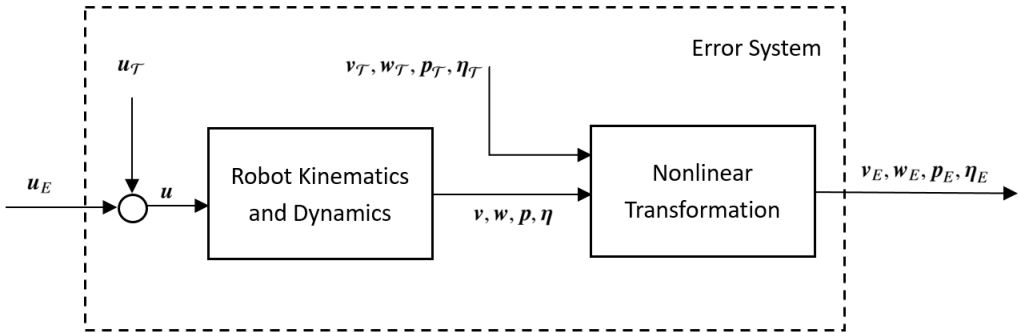 Error System
u_𝒯
v_𝒯, w_𝒯, p_𝒯, η_𝒯
u_E
u
Robot Kinematics
and Dynamics
v, w, p, η
Nonlinear
Transformation
v_E, w_E, p_E, η_E